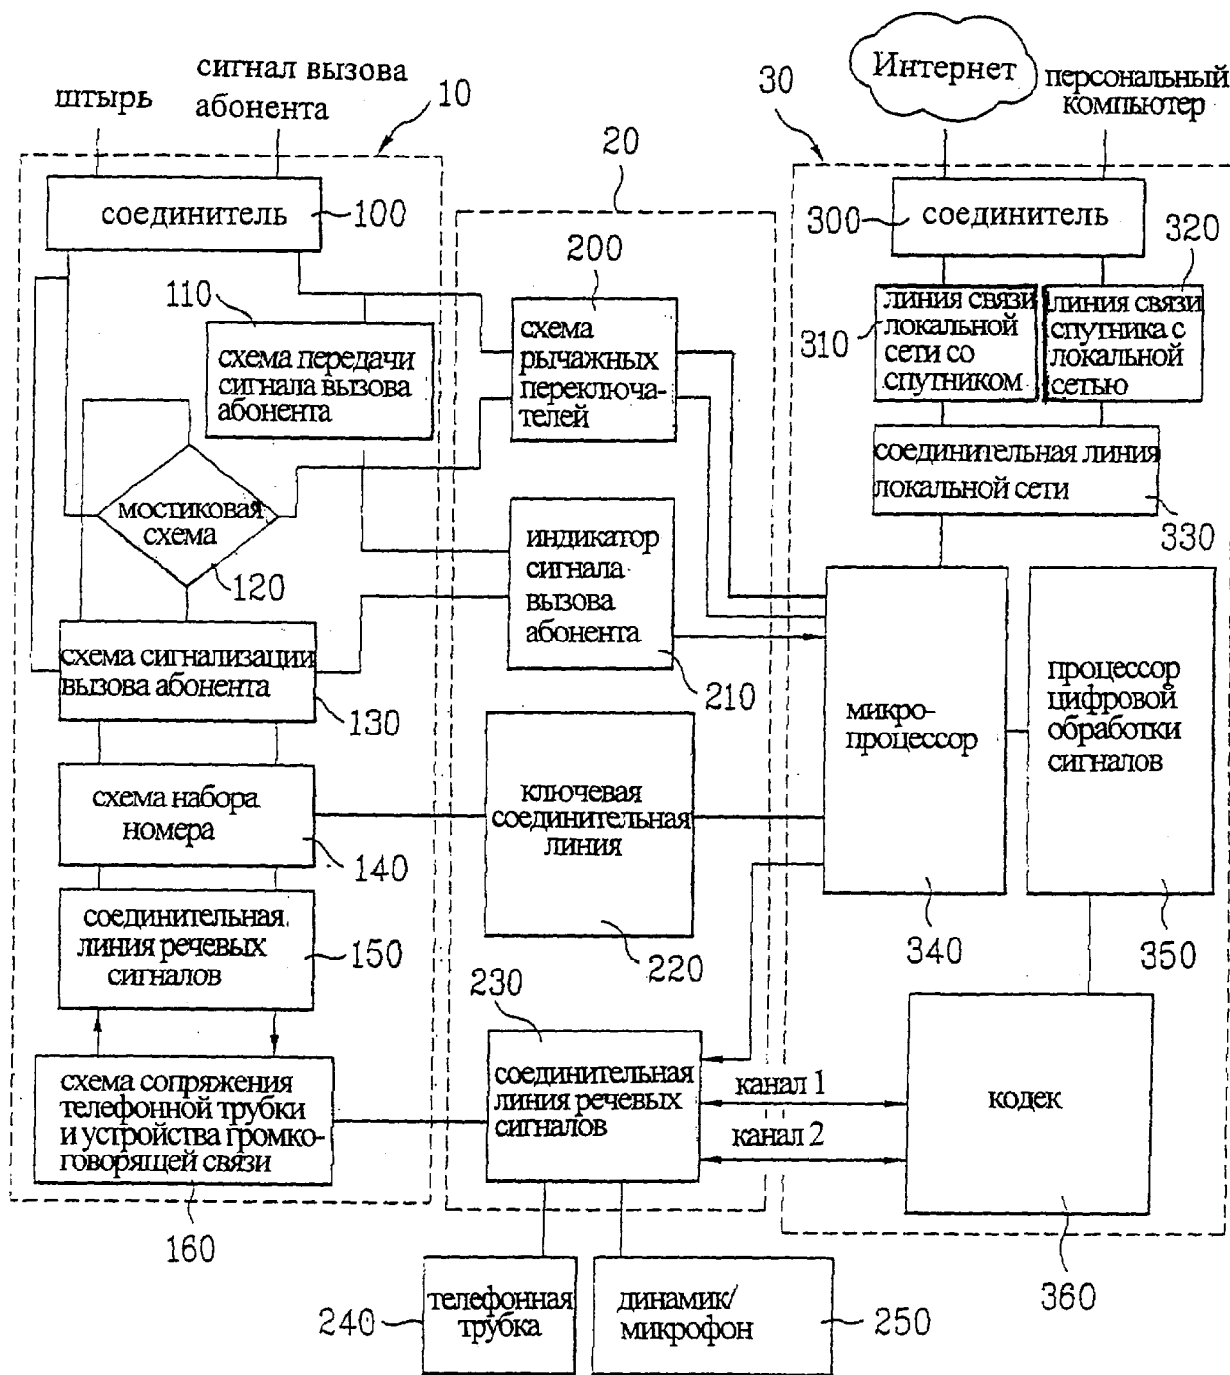 штырь
сигнал вызова
абонента
10
соединитель
100
110
схема передачи
сигнала вызова
абонента
мостиковая
схема
120
схема сигнализации
вызова абонента
130
схема набора
номера
140
соединительная
линия речевых
сигналов
150
схема сопряжения
телефонной трубки
и устройства громко-
говорящей связи
160
20
200
схема
рычажных
переключа-
телей
индикатор
сигнала
вызова
абонента
210
ключевая
соединительная
линия
220
230
соединительная
линия речевых
сигналов
канал 1
канал 2
телефонная
трубка
240
динамик/
микрофон
250
Интернет
персональный
компьютер
30
соединитель
300
линия связи
локальной
сети со
спутником
310
линия связи
спутника с
локальной
сетью
320
соединительная линия
локальной сети
330
микро-
процессор
340
процессор
цифровой
обработки
сигналов
350
кодек
360